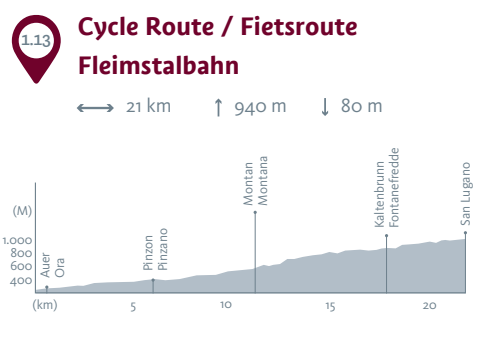 1.13
Cycle Route / Fietsroute
Fleimstalbahn
21 km
940 m
80 m
(M)
1.000
800
600
400
Auer
Ora
Pinzon
Pinzano
Montan
Montana
Kaltenbrunn
Fontanefredde
San Lugano
(km)
5
10
15
20